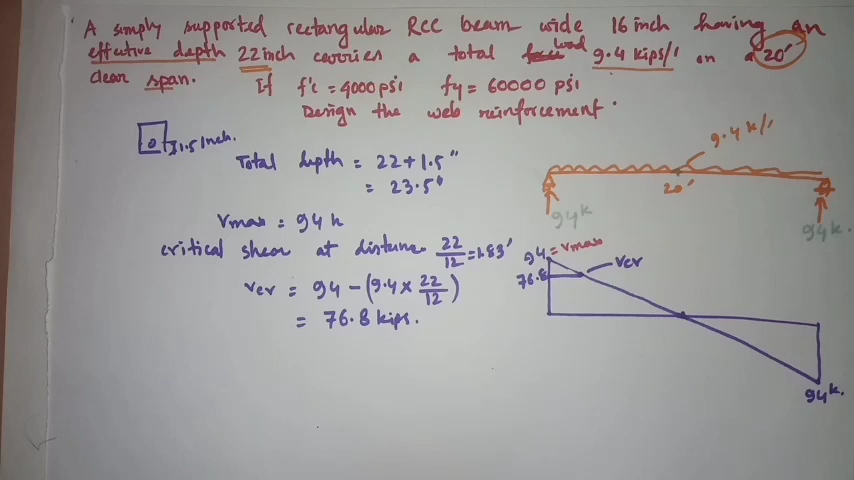 A simply supported rectangular RCC beam wide 16 inch having an
effective depth 22 inch carries a total load 9.4 kips/' on a 20'
clear span. If f'c = 4000 psi fy = 60000 psi
Design the web reinforcement.
1.5 inch.
Total depth = 22 + 1.5"
= 23.5"
Vmax = 94 k
critical shear at distance 22/12 = 1.83'
Vcr = 94 - (9.4 x 22/12)
= 76.8 kips.
9.4 k/'
20'
94k
94k.
94 = Vmax
76.8
Vcr
94k.